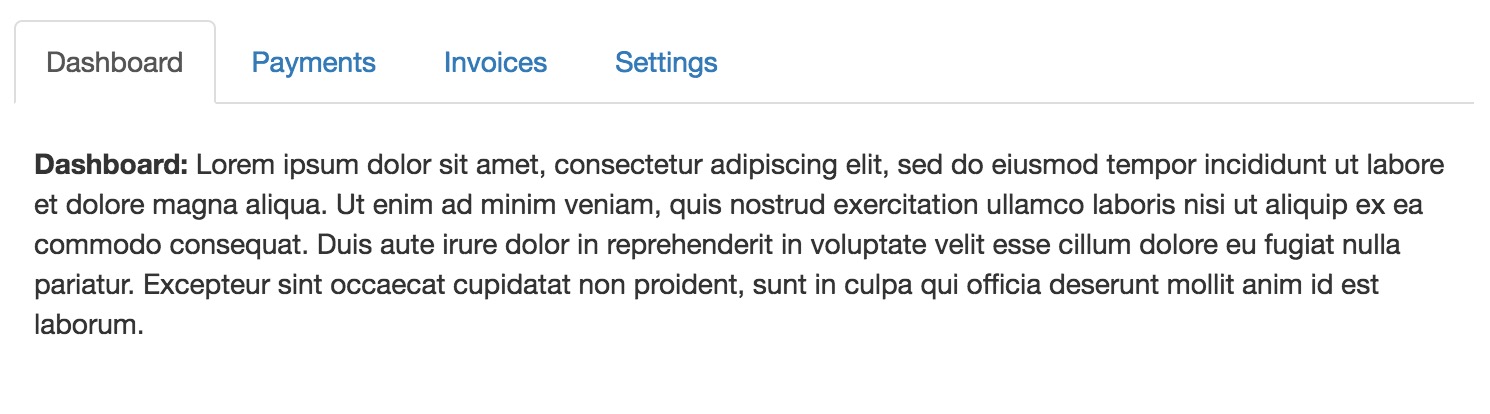 Dashboard Payments Invoices Settings
Dashboard: Lorem ipsum dolor sit amet, consectetur adipiscing elit, sed do eiusmod tempor incididunt ut labore
et dolore magna aliqua. Ut enim ad minim veniam, quis nostrud exercitation ullamco laboris nisi ut aliquip ex ea
commodo consequat. Duis aute irure dolor in reprehenderit in voluptate velit esse cillum dolore eu fugiat nulla
pariatur. Excepteur sint occaecat cupidatat non proident, sunt in culpa qui officia deserunt mollit anim id est
laborum.